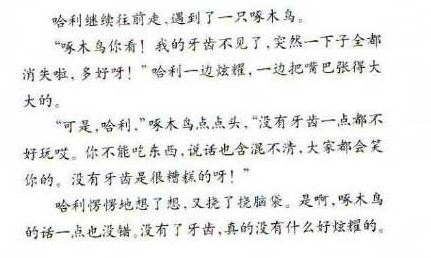 哈利继续往前走,遇到了一只啄木鸟。
“啄木鸟你看！我的牙齿不见了,突然一下子全都
消失啦,多好呀！”哈利一边炫耀,一边把嘴巴张得大
大的。
“可是,哈利,”啄木鸟点点头,“没有牙齿一点都不
好玩哎。你不能吃东西,说话也含混不清,大家都会笑
你的。没有牙齿是很糟糕的呀！”
哈利愣愣地想了想,又挠了挠脑袋。是啊,啄木鸟
的话一点也没错。没有了牙齿,真的没有什么好炫耀的。